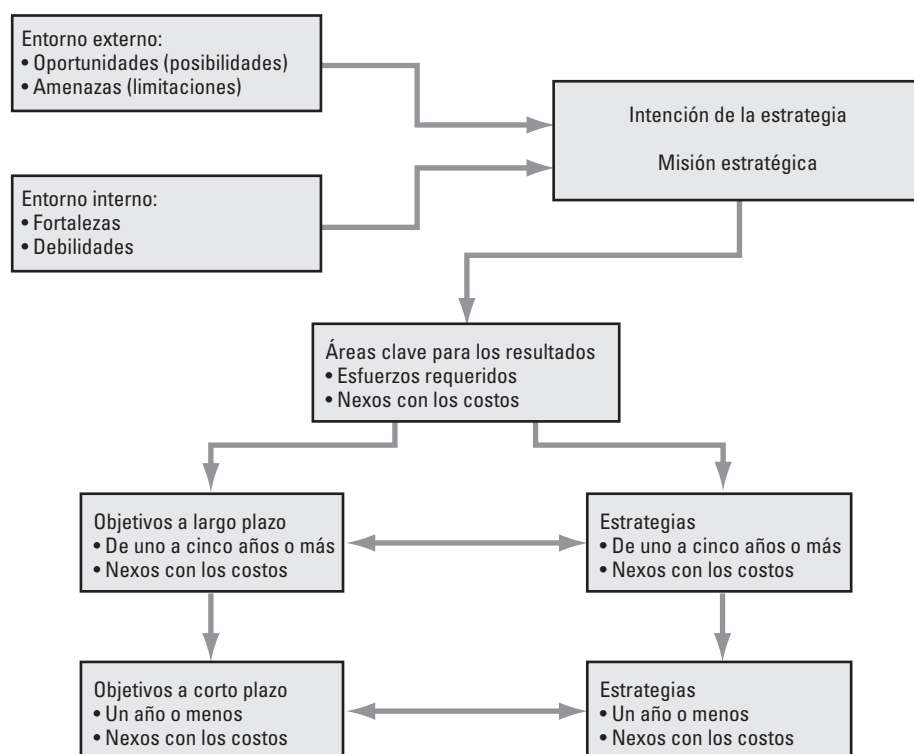 Entorno externo:
• Oportunidades (posibilidades)
• Amenazas (limitaciones)
Intención de la estrategia
Misión estratégica
Entorno interno:
• Fortalezas
• Debilidades
Áreas clave para los resultados
• Esfuerzos requeridos
• Nexos con los costos
Objetivos a largo plazo
• De uno a cinco años o más
• Nexos con los costos
Estrategias
• De uno a cinco años o más
• Nexos con los costos
Objetivos a corto plazo
• Un año o menos
• Nexos con los costos
Estrategias
• Un año o menos
• Nexos con los costos